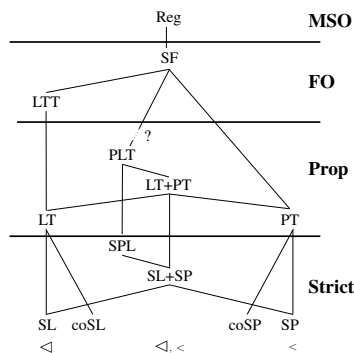 Reg
MSO
SF
FO
LTT
?
PLT
Prop
LT+PT
LT
PT
SPL
SL+SP
Strict
SL coSL coSP SP
◁ ◁, < <